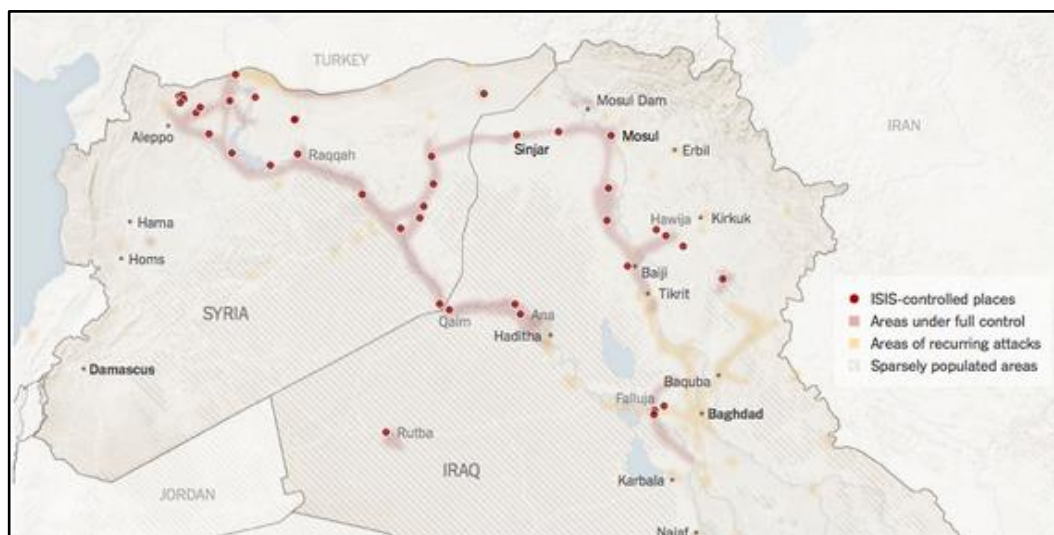 TURKEY
IRAN
Mosul Dam
Aleppo
Sinjar
Mosul
Erbil
Raqqah
Hama
Hawija
Kirkuk
Homs
Baiji
Tikrit
SYRIA
Qaim
Ana
Haditha
ISIS-controlled places
Areas under full control
Areas of recurring attacks
Sparsely populated areas
Damascus
Baquba
Falluja
Baghdad
Rutba
IRAQ
Karbala
JORDAN
Najaf